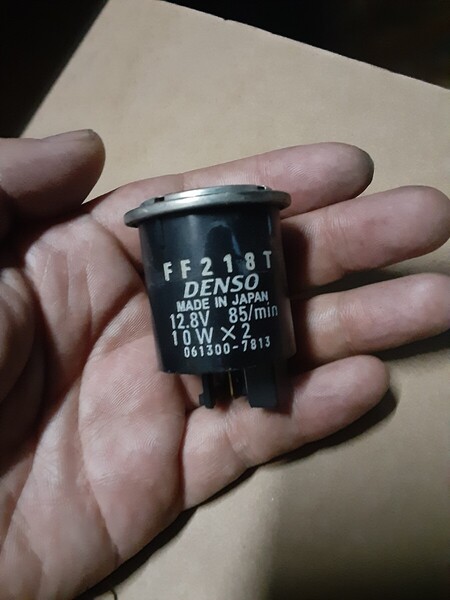 FF218T
DENSO
MADE IN JAPAN
12.8V 85/min
10W×2
061300-7813